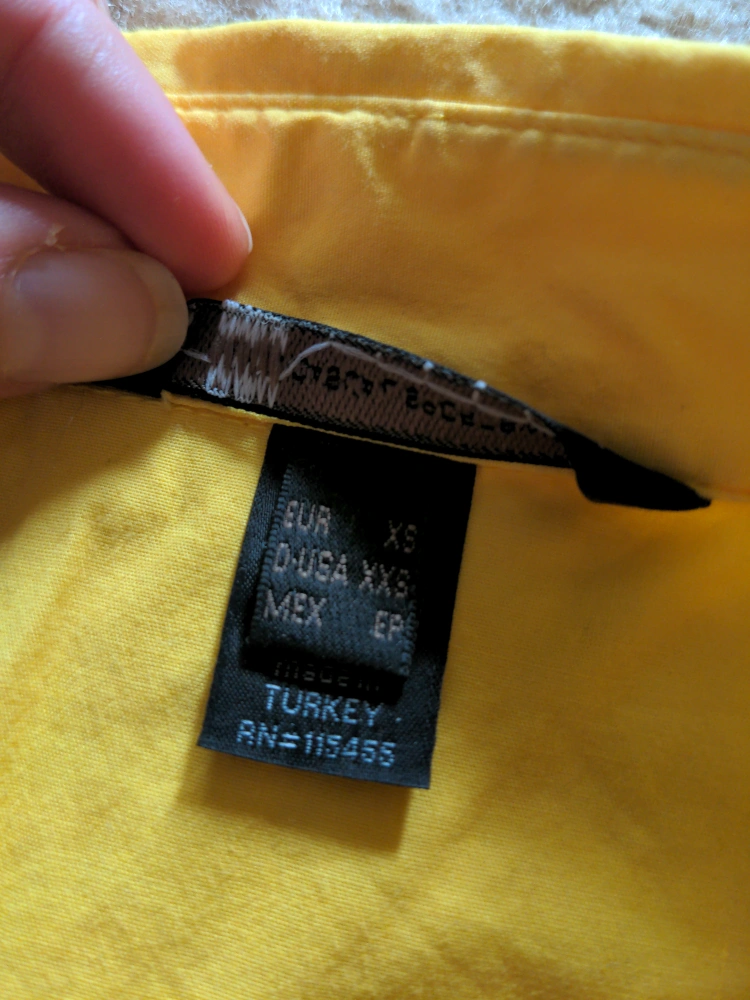 EUR XS
D·USA XXS
MEX EP
made in
TURKEY
RN=115455